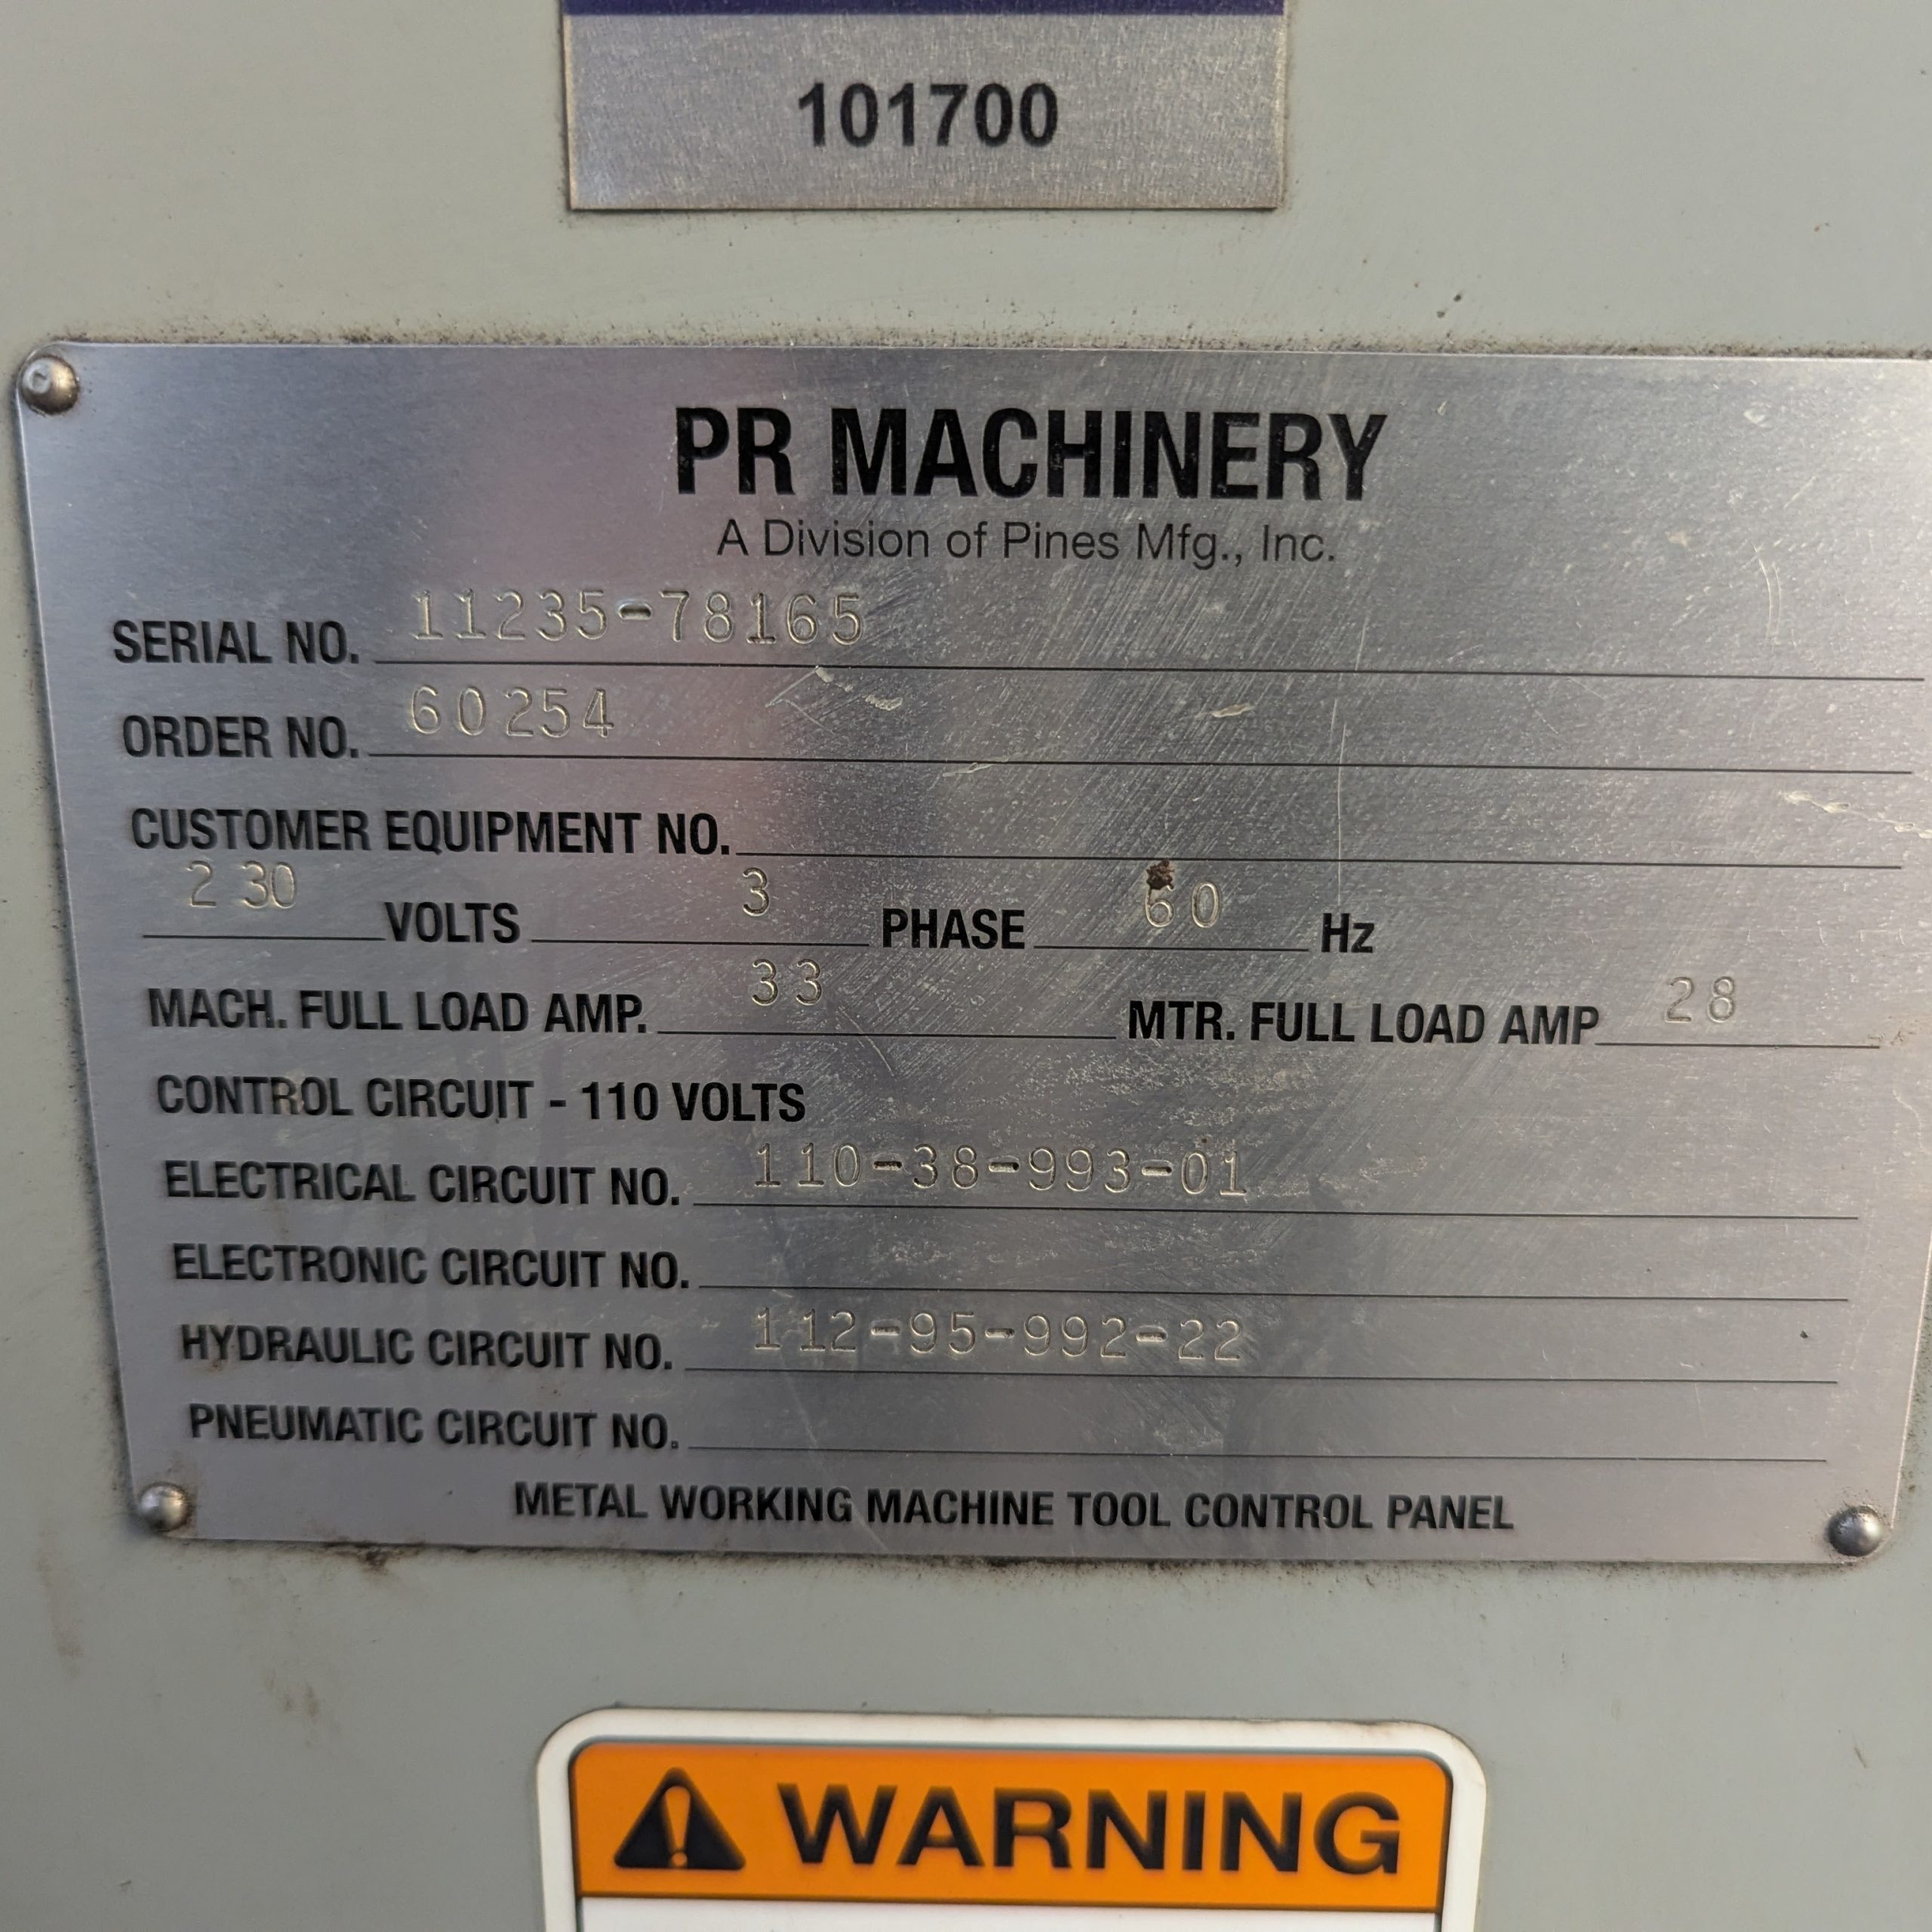 101700
PR MACHINERY
A Division of Pines Mfg., Inc.
SERIAL NO. 11235-78165
ORDER NO. 60254
CUSTOMER EQUIPMENT NO.
230 VOLTS 3 PHASE 60 Hz
MACH. FULL LOAD AMP. 33 MTR. FULL LOAD AMP 28
CONTROL CIRCUIT - 110 VOLTS
ELECTRICAL CIRCUIT NO. 110-38-993-01
ELECTRONIC CIRCUIT NO.
HYDRAULIC CIRCUIT NO. 112-95-992-22
PNEUMATIC CIRCUIT NO.
METAL WORKING MACHINE TOOL CONTROL PANEL
WARNING